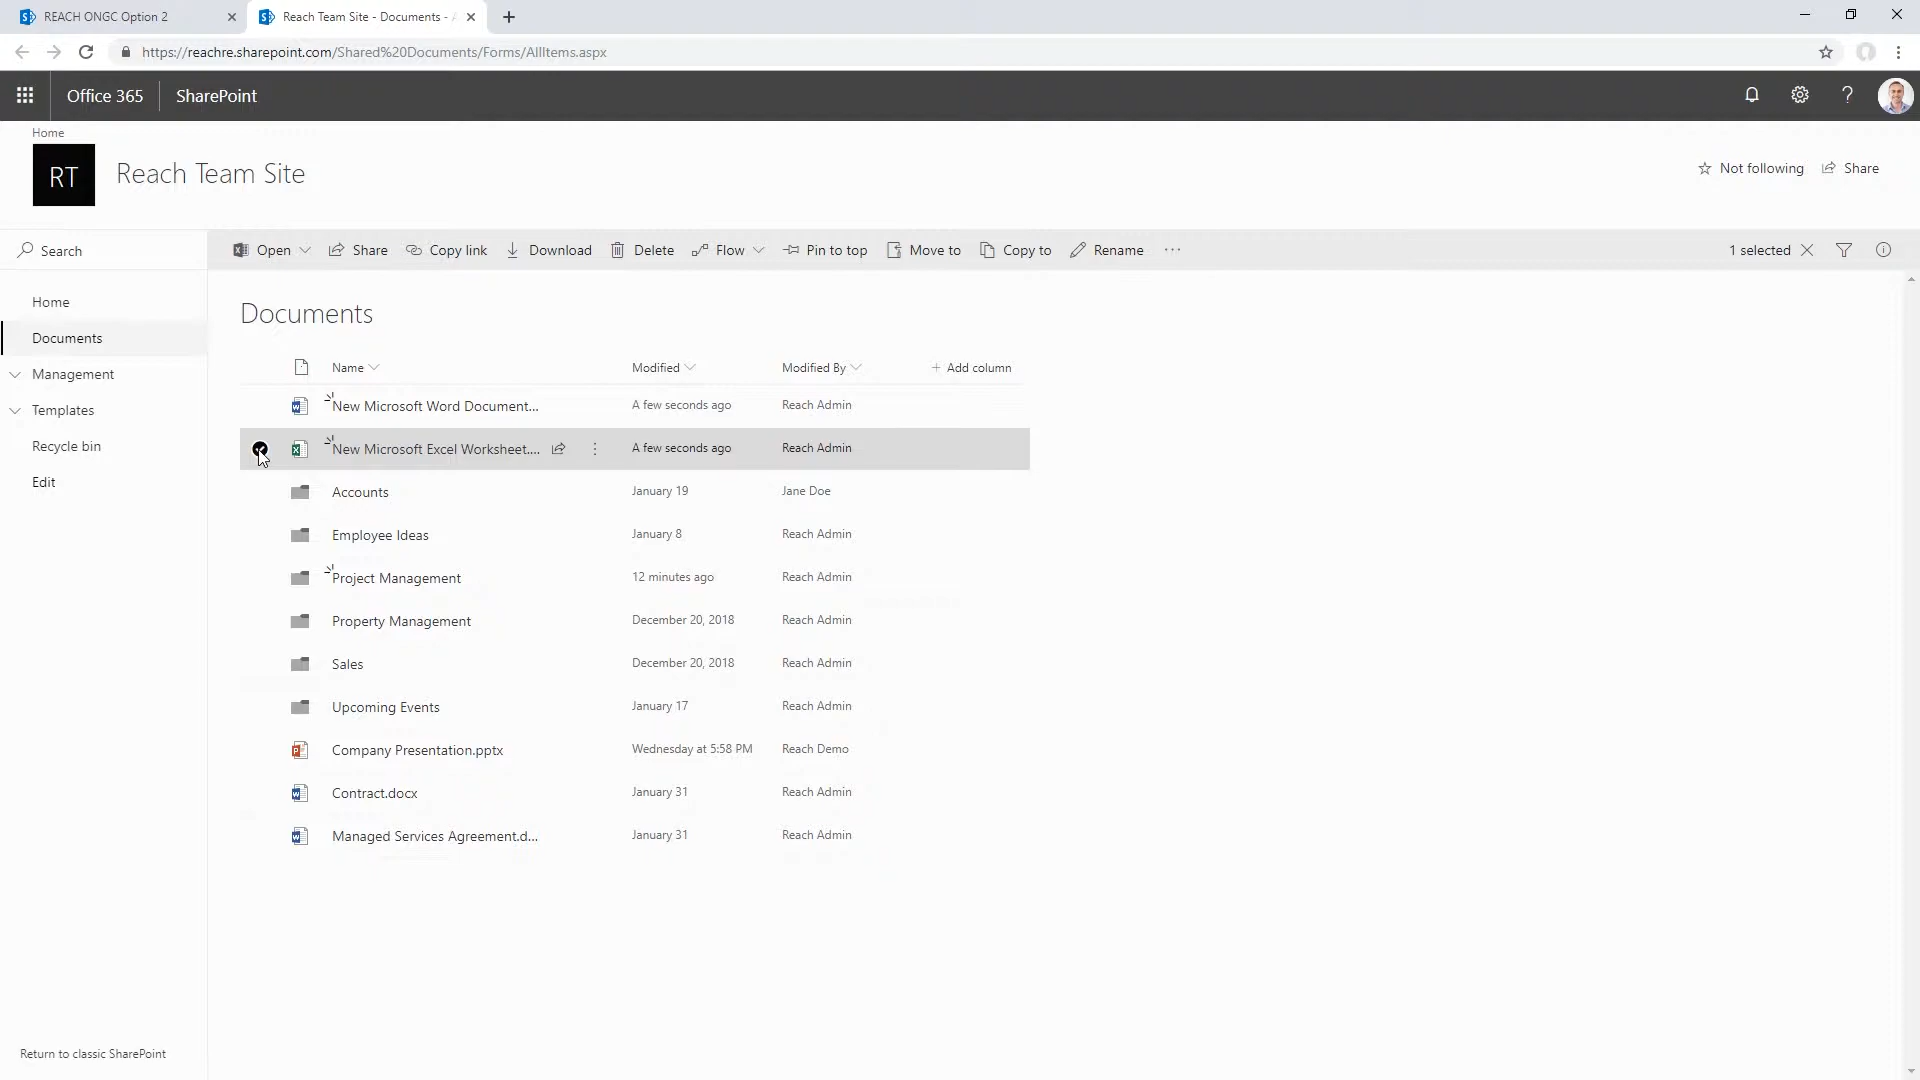 REACH ONGC Option 2
Reach Team Site - Documents -
https://reachre.sharepoint.com/Shared%20Documents/Forms/AllItems.aspx
Office 365 SharePoint
Home
RT Reach Team Site
Not following Share
Search
Open Share Copy link Download Delete Flow Pin to top Move to Copy to Rename ... 1 selected
Home
Documents
Management
Templates
Recycle bin
Edit
Documents
Name Modified Modified By + Add column
New Microsoft Word Document... A few seconds ago Reach Admin
New Microsoft Excel Worksheet.... A few seconds ago Reach Admin
Accounts January 19 Jane Doe
Employee Ideas January 8 Reach Admin
Project Management 12 minutes ago Reach Admin
Property Management December 20, 2018 Reach Admin
Sales December 20, 2018 Reach Admin
Upcoming Events January 17 Reach Admin
Company Presentation.pptx Wednesday at 5:58 PM Reach Demo
Contract.docx January 31 Reach Admin
Managed Services Agreement.d... January 31 Reach Admin
Return to classic SharePoint